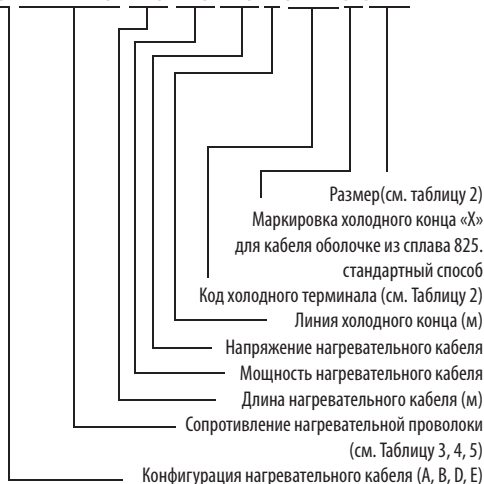 Размер(см. таблицу 2)
Маркировка холодного конца «X»
для кабеля оболочке из сплава 825.
стандартный способ
Код холодного терминала (см. Таблицу 2)
Линия холодного конца (м)
Напряжение нагревательного кабеля
Мощность нагревательного кабеля
Длина нагревательного кабеля (м)
Сопротивление нагревательной проволоки
(см. Таблицу 3, 4, 5)
Конфигурация нагревательного кабеля (A, B, D, E)